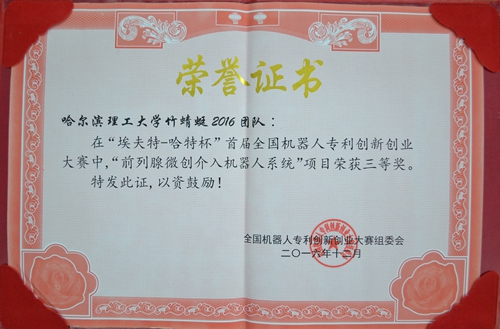 荣誉证书
哈尔滨理工大学竹蜻蜓2016团队：
在“埃夫特-哈特杯”首届全国机器人专利创新创业
大赛中，“前列腺微创介入机器人系统”项目荣获三等奖。
特发此证，以资鼓励！
全国机器人专利创新创业大赛组委会
二〇一六年十二月